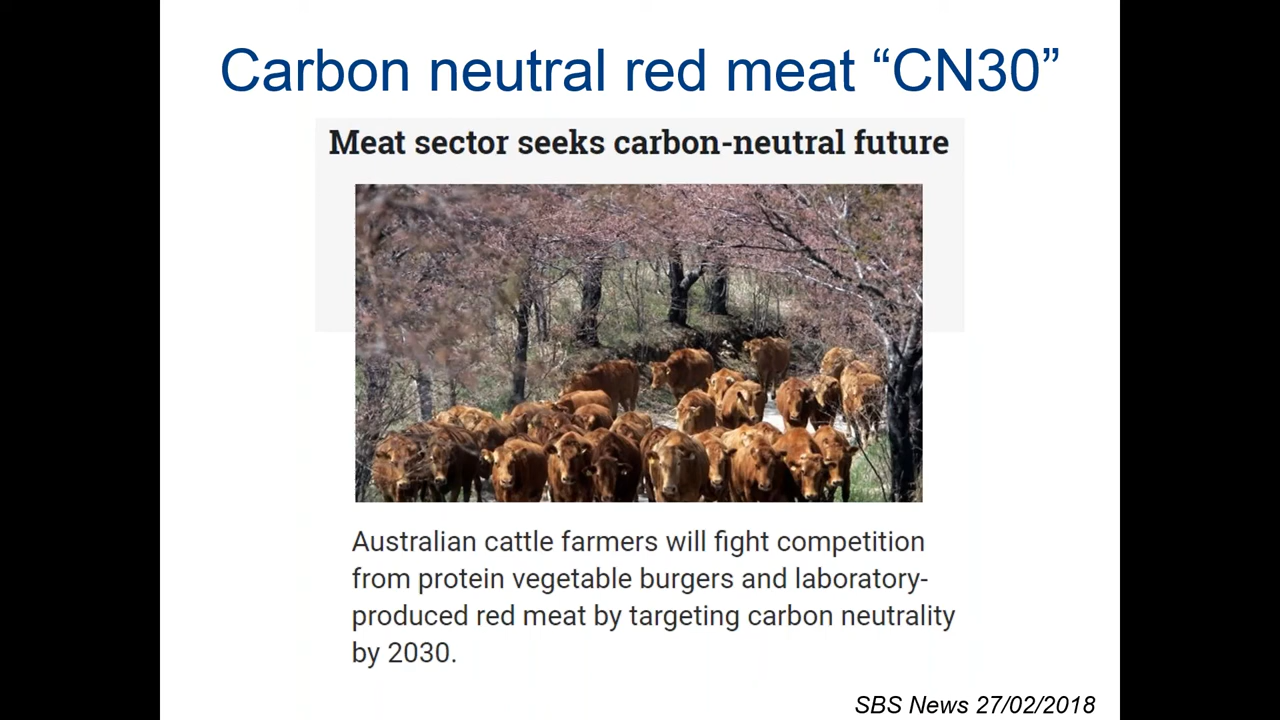 Carbon neutral red meat “CN30”
Meat sector seeks carbon-neutral future
Australian cattle farmers will fight competition
from protein vegetable burgers and laboratory-
produced red meat by targeting carbon neutrality
by 2030.
SBS News 27/02/2018